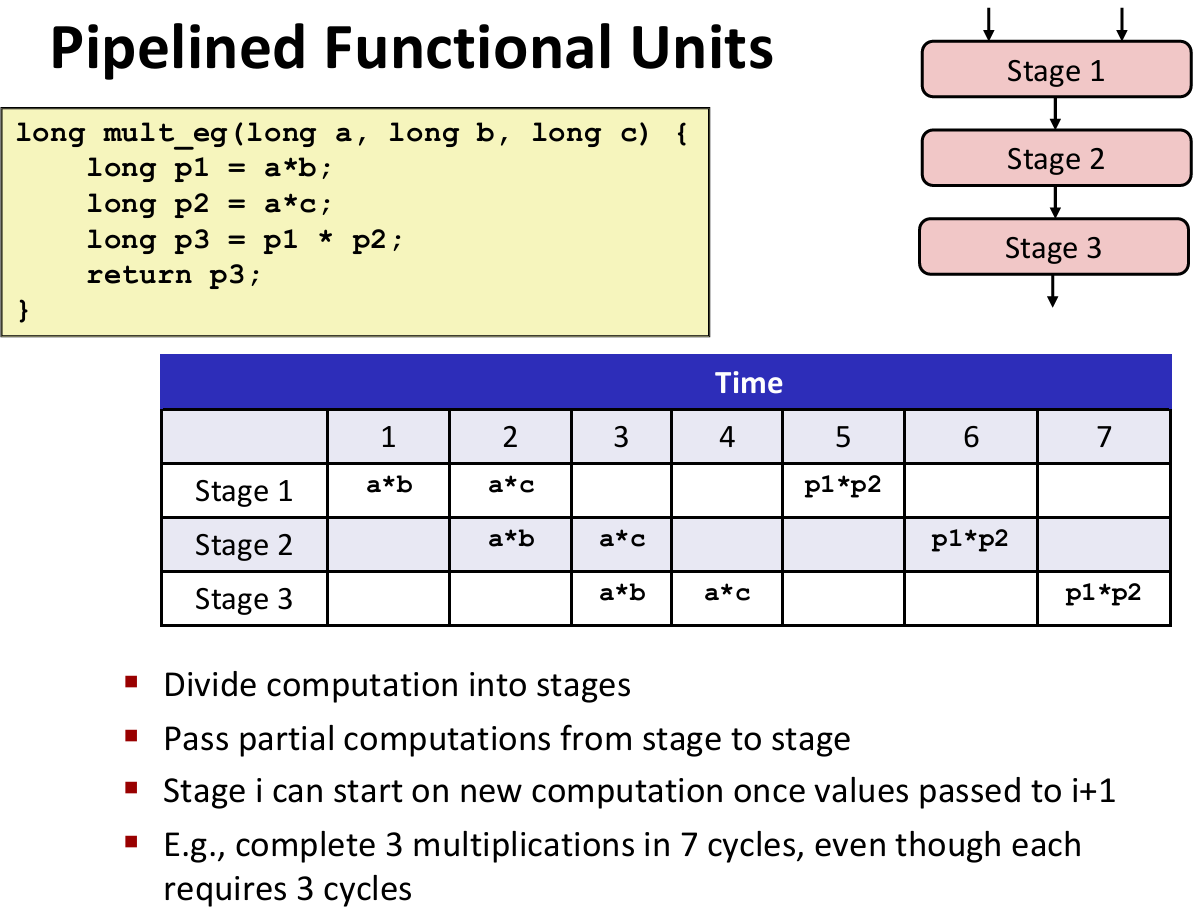 Pipelined Functional Units
long mult_eg(long a, long b, long c) {
    long p1 = a*b;
    long p2 = a*c;
    long p3 = p1 * p2;
    return p3;
}
Stage 1
Stage 2
Stage 3
Time
1 2 3 4 5 6 7
Stage 1 a*b a*c p1*p2
Stage 2 a*b a*c p1*p2
Stage 3 a*b a*c p1*p2
Divide computation into stages
Pass partial computations from stage to stage
Stage i can start on new computation once values passed to i+1
E.g., complete 3 multiplications in 7 cycles, even though each
requires 3 cycles